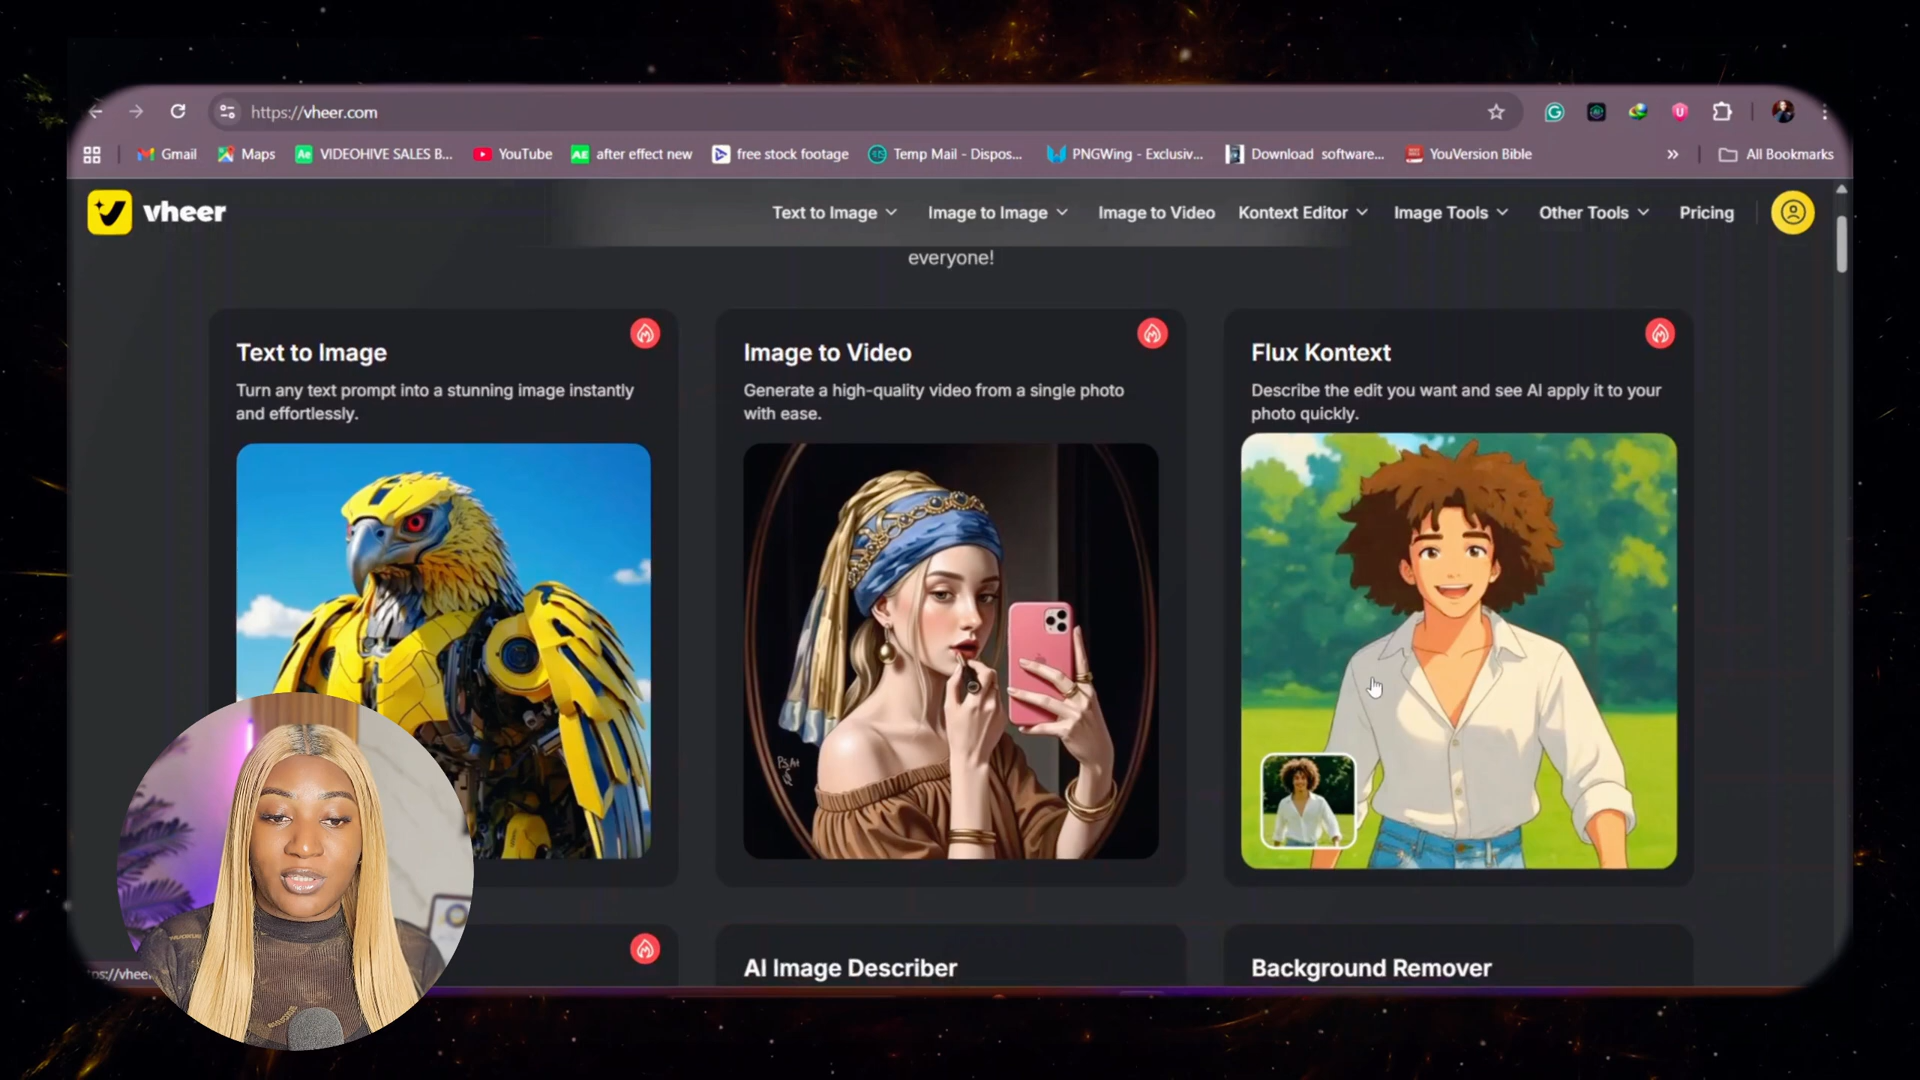 https://vheer.com
Gmail Maps Ae VIDEOHIVE SALES B... YouTube AE after effect new free stock footage Temp Mail - Dispos... PNGWing - Exclusiv... Download software... YouVersion Bible » All Bookmarks
vheer
Text to Image Image to Image Image to Video Kontext Editor Image Tools Other Tools Pricing
everyone!
Text to Image
Turn any text prompt into a stunning image instantly
and effortlessly.
Image to Video
Generate a high-quality video from a single photo
with ease.
Flux Kontext
Describe the edit you want and see AI apply it to your
photo quickly.
AI Image Describer
Background Remover